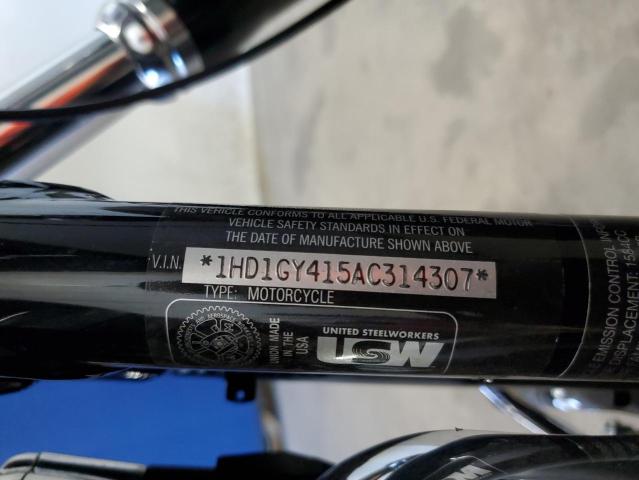 THIS VEHICLE CONFORMS TO ALL APPLICABLE U.S. FEDERAL MOTOR
VEHICLE SAFETY STANDARDS IN EFFECT ON
THE DATE OF MANUFACTURE SHOWN ABOVE
V.I.N. *1HD1GY415AC314307*
TYPE: MOTORCYCLE
AEROSPACE
UNION MADE
IN THE
USA
UNITED STEELWORKERS
USW
EMISSION CONTROL
DISPLACEMENT: 1584CC